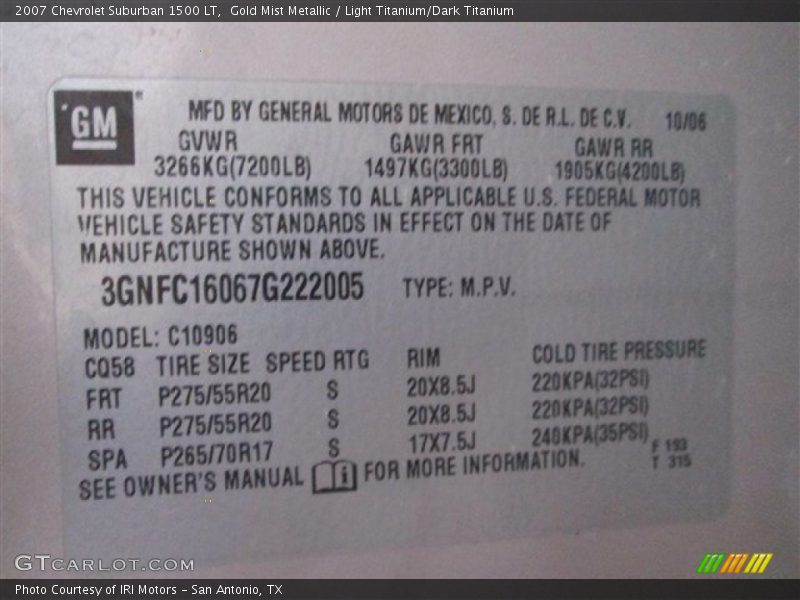 2007 Chevrolet Suburban 1500 LT,  Gold Mist Metallic / Light Titanium/Dark Titanium
GM
MFD BY GENERAL MOTORS DE MEXICO, S. DE R.L. DE C.V. 10/06
GVWR GAWR FRT GAWR RR
3266KG(7200LB) 1497KG(3300LB) 1905KG(4200LB)
THIS VEHICLE CONFORMS TO ALL APPLICABLE U.S. FEDERAL MOTOR
VEHICLE SAFETY STANDARDS IN EFFECT ON THE DATE OF
MANUFACTURE SHOWN ABOVE.
3GNFC16067G222005 TYPE: M.P.V.
MODEL: C10906
CQ58 TIRE SIZE SPEED RTG RIM COLD TIRE PRESSURE
FRT P275/55R20 S 20X8.5J 220KPA(32PSI)
RR P275/55R20 S 20X8.5J 220KPA(32PSI)
SPA P265/70R17 S 17X7.5J 240KPA(35PSI)
F 193
T 315
SEE OWNER'S MANUAL i FOR MORE INFORMATION.
GTCARLOT.COM
Photo Courtesy of IRI Motors – San Antonio, TX